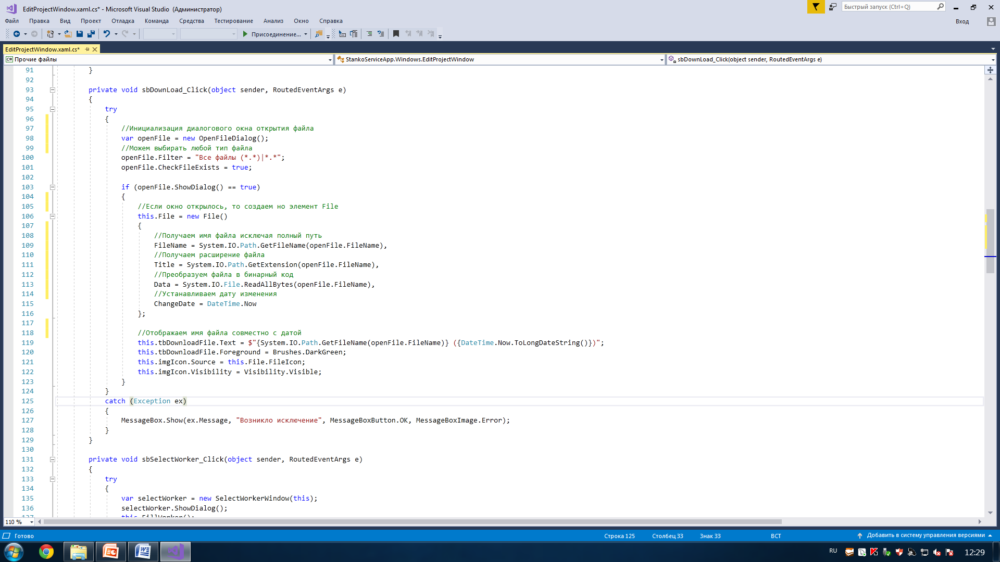 EditProjectWindow.xaml.cs* - Microsoft Visual Studio (Администратор)
Быстрый запуск (Ctrl+Q)
Файл Правка Вид Проект Отладка Команда Средства Тестирование Анализ Окно Справка
Вход
Присоединение...
EditProjectWindow.xaml.cs*
C# Прочие файлы
StankoServiceApp.Windows.EditProjectWindow
sbDownLoad_Click(object sender, RoutedEventArgs e)
91 }
92
93 private void sbDownLoad_Click(object sender, RoutedEventArgs e)
94 {
95 try
96 {
97 //Инициализация диалогового окна открытия файла
98 var openFile = new OpenFileDialog();
99 //Можем выбирать любой тип файла
100 openFile.Filter = "Все файлы (*.*)|*.*";
101 openFile.CheckFileExists = true;
102
103 if (openFile.ShowDialog() == true)
104 {
105 //Если окно открылось, то создаем но элемент File
106 this.File = new File()
107 {
108 //Получаем имя файла исключая полный путь
109 FileName = System.IO.Path.GetFileName(openFile.FileName),
110 //Получаем расширение файла
111 Title = System.IO.Path.GetExtension(openFile.FileName),
112 //Преобразуем файла в бинарный код
113 Data = System.IO.File.ReadAllBytes(openFile.FileName),
114 //Устанавливаем дату изменения
115 ChangeDate = DateTime.Now
116 };
117
118 //Отображаем имя файла совместно с датой
119 this.tbDownloadFile.Text = $"{System.IO.Path.GetFileName(openFile.FileName)} ({DateTime.Now.ToLongDateString()})";
120 this.tbDownloadFile.Foreground = Brushes.DarkGreen;
121 this.imgIcon.Source = this.File.FileIcon;
122 this.imgIcon.Visibility = Visibility.Visible;
123 }
124 }
125 catch (Exception ex)
126 {
127 MessageBox.Show(ex.Message, "Возникло исключение", MessageBoxButton.OK, MessageBoxImage.Error);
128 }
129 }
130
131 private void sbSelectWorker_Click(object sender, RoutedEventArgs e)
132 {
133 try
134 {
135 var selectWorker = new SelectWorkerWindow(this);
136 selectWorker.ShowDialog();
137 this.FillWorker();
110 %
Готово
Строка 125 Столбец 33 Знак 33 ВСТ
Добавить в систему управления версиями
RU
12:29